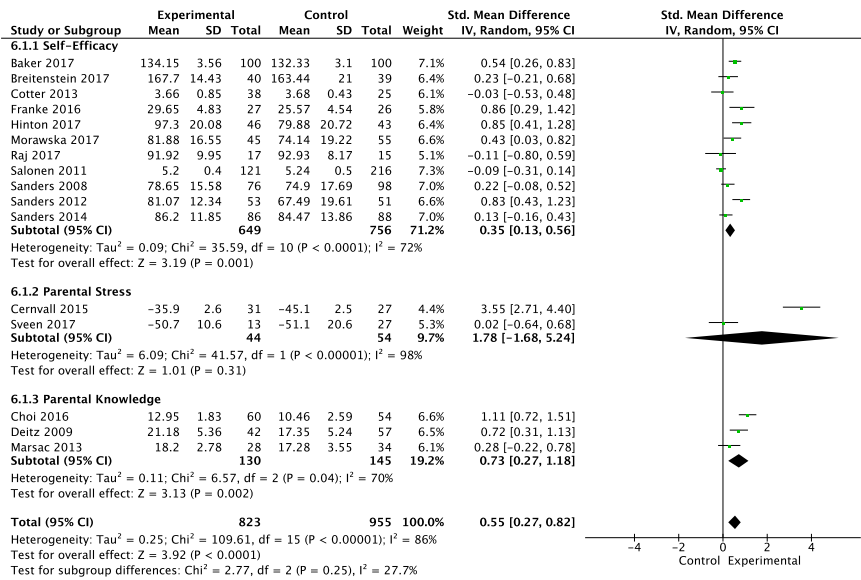 Experimental Control Std. Mean Difference Std. Mean Difference
Study or Subgroup Mean SD Total Mean SD Total Weight IV, Random, 95% CI IV, Random, 95% CI
6.1.1 Self-Efficacy
Baker 2017 134.15 3.56 100 132.33 3.1 100 7.1% 0.54 [0.26, 0.83]
Breitenstein 2017 167.7 14.43 40 163.44 21 39 6.4% 0.23 [-0.21, 0.68]
Cotter 2013 3.66 0.85 38 3.68 0.43 25 6.2% -0.03 [-0.53, 0.48]
Franke 2016 29.65 4.83 27 25.57 4.54 26 5.8% 0.86 [0.29, 1.42]
Hinton 2017 97.3 20.08 46 79.88 20.72 43 6.4% 0.85 [0.41, 1.28]
Morawska 2017 81.88 16.55 45 74.14 19.22 55 6.6% 0.43 [0.03, 0.82]
Raj 2017 91.92 9.95 17 92.93 8.17 15 5.1% -0.11 [-0.80, 0.59]
Salonen 2011 5.2 0.4 121 5.24 0.5 216 7.4% -0.09 [-0.31, 0.14]
Sanders 2008 78.65 15.58 76 74.9 17.69 98 7.0% 0.22 [-0.08, 0.52]
Sanders 2012 81.07 12.34 53 67.49 19.61 51 6.6% 0.83 [0.43, 1.23]
Sanders 2014 86.2 11.85 86 84.47 13.86 88 7.0% 0.13 [-0.16, 0.43]
Subtotal (95% CI) 649 756 71.2% 0.35 [0.13, 0.56]
Heterogeneity: Tau² = 0.09; Chi² = 35.59, df = 10 (P < 0.0001); I² = 72%
Test for overall effect: Z = 3.19 (P = 0.001)
6.1.2 Parental Stress
Cernvall 2015 -35.9 2.6 31 -45.1 2.5 27 4.4% 3.55 [2.71, 4.40]
Sveen 2017 -50.7 10.6 13 -51.1 20.6 27 5.3% 0.02 [-0.64, 0.68]
Subtotal (95% CI) 44 54 9.7% 1.78 [-1.68, 5.24]
Heterogeneity: Tau² = 6.09; Chi² = 41.57, df = 1 (P < 0.00001); I² = 98%
Test for overall effect: Z = 1.01 (P = 0.31)
6.1.3 Parental Knowledge
Choi 2016 12.95 1.83 60 10.46 2.59 54 6.6% 1.11 [0.72, 1.51]
Deitz 2009 21.18 5.36 42 17.35 5.24 57 6.5% 0.72 [0.31, 1.13]
Marsac 2013 18.2 2.78 28 17.28 3.55 34 6.2% 0.28 [-0.22, 0.78]
Subtotal (95% CI) 130 145 19.2% 0.73 [0.27, 1.18]
Heterogeneity: Tau² = 0.11; Chi² = 6.57, df = 2 (P = 0.04); I² = 70%
Test for overall effect: Z = 3.13 (P = 0.002)
Total (95% CI) 823 955 100.0% 0.55 [0.27, 0.82]
Heterogeneity: Tau² = 0.25; Chi² = 109.61, df = 15 (P < 0.00001); I² = 86%
Test for overall effect: Z = 3.92 (P < 0.0001)
Test for subgroup differences: Chi² = 2.77, df = 2 (P = 0.25), I² = 27.7%
-4 -2 0 2 4
Control Experimental